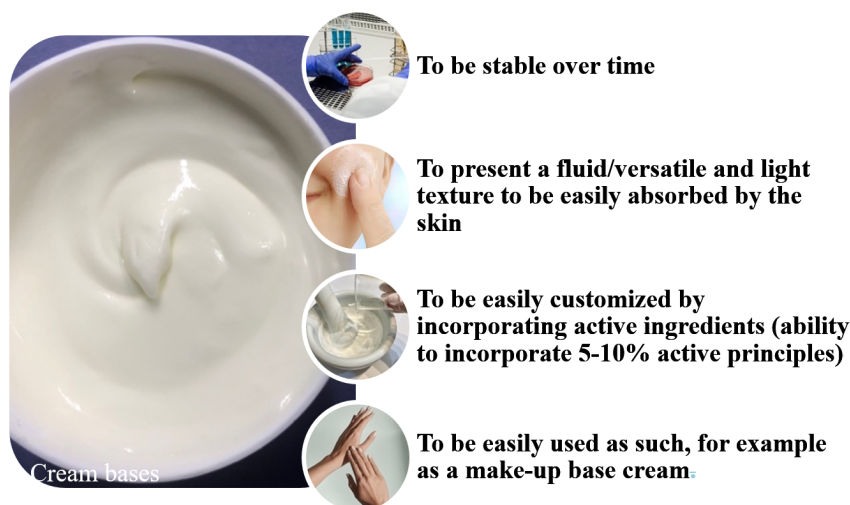 To be stable over time
To present a fluid/versatile and light
texture to be easily absorbed by the
skin
To be easily customized by
incorporating active ingredients (ability
to incorporate 5-10% active principles)
To be easily used as such, for example
as a make-up base cream.
Cream bases